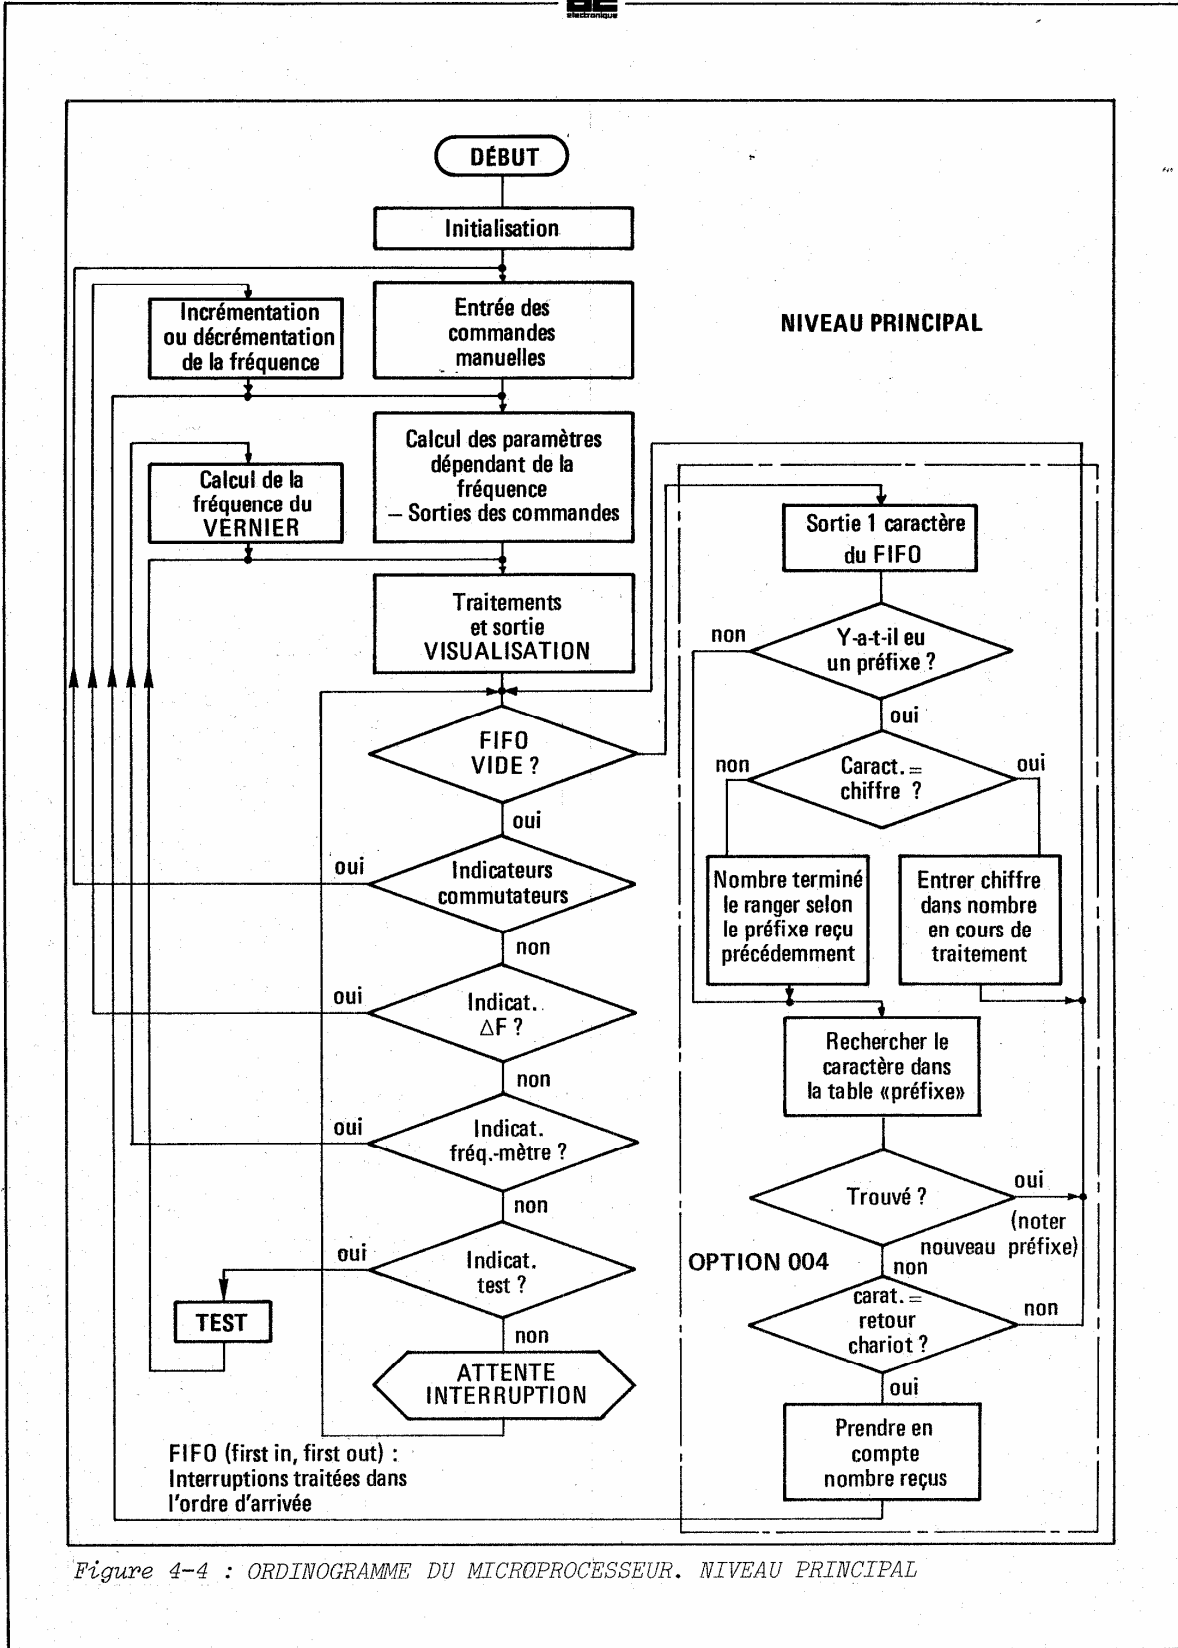 electronique
DÉBUT
Initialisation
Incrémentation
ou décrémentation
de la fréquence
Entrée des
commandes
manuelles
NIVEAU PRINCIPAL
Calcul des paramètres
dépendant de la
fréquence
– Sorties des commandes
Calcul de la
fréquence du
VERNIER
Traitements
et sortie
VISUALISATION
FIFO
VIDE ?
oui
oui
Indicateurs
commutateurs
non
oui
Indicat.
ΔF ?
non
oui
Indicat.
fréq.-mètre ?
non
oui
Indicat.
test ?
TEST
non
ATTENTE
INTERRUPTION
FIFO (first in, first out) :
Interruptions traitées dans
l'ordre d'arrivée
Sortie 1 caractère
du FIFO
non
Y-a-t-il eu
un préfixe ?
oui
non
Caract. =
chiffre ?
oui
Nombre terminé
le ranger selon
le préfixe reçu
précédemment
Entrer chiffre
dans nombre
en cours de
traitement
Rechercher le
caractère dans
la table «préfixe»
Trouvé ?
oui
(noter
nouveau préfixe)
OPTION 004
non
carat. =
retour
chariot ?
non
oui
Prendre en
compte
nombre reçus
Figure 4-4 : ORDINOGRAMME DU MICROPROCESSEUR. NIVEAU PRINCIPAL